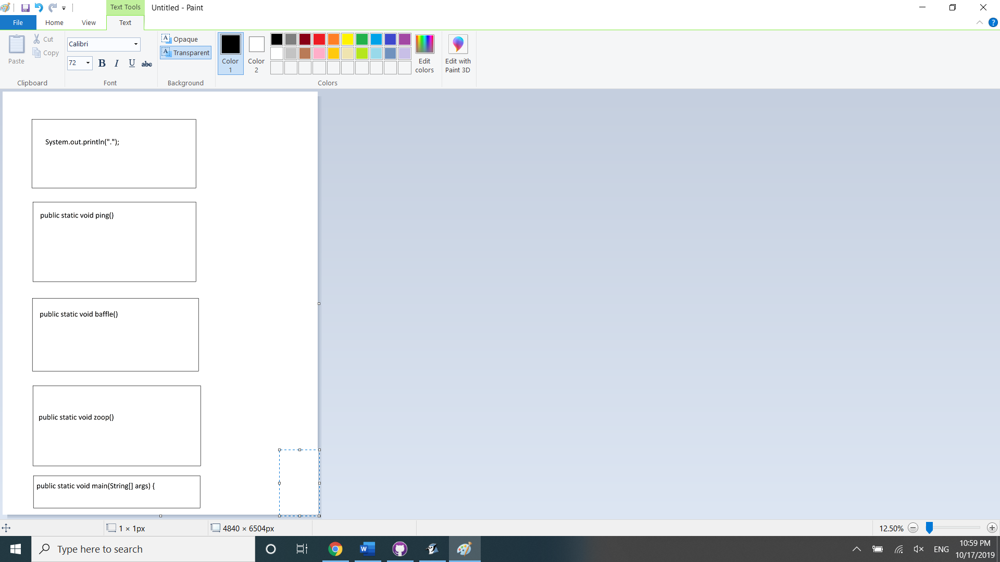 Text Tools
Untitled - Paint
File
Home
View
Text
Paste
Cut
Copy
Clipboard
Calibri
72
B I U abc
Font
A Opaque
A Transparent
Background
Color 1
Color 2
Edit colors
Colors
Edit with Paint 3D
?
System.out.println(".");
public static void ping()
public static void baffle()
public static void zoop()
public static void main(String[] args) {
1 × 1px
4840 × 6504px
12.50%
Type here to search
W
ENG
10:59 PM
10/17/2019